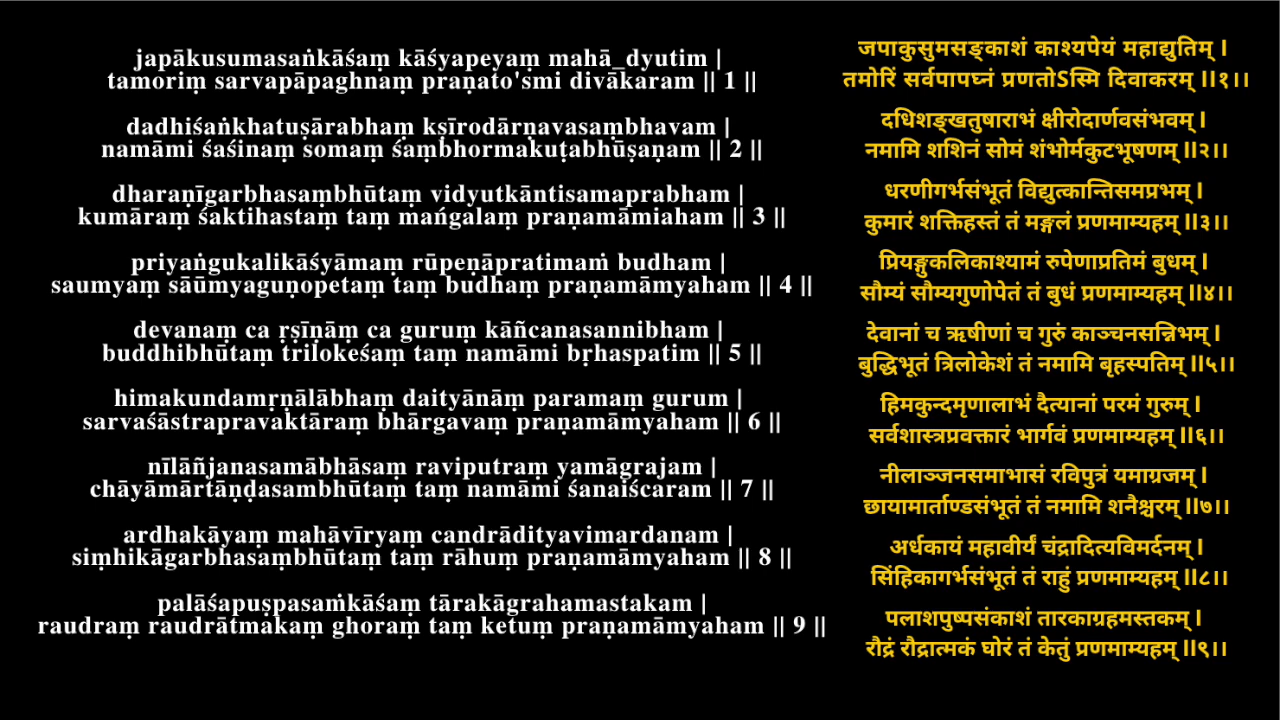 japākusumasaṅkāśaṃ kāśyapeyaṃ mahā_dyutim |
tamoriṃ sarvapāpaghnaṃ praṇato'smi divākaram || 1 ||
dadhiśaṅkhatuṣārabhaṃ kṣīrodārṇavasaṃbhavam |
namāmi śaśinaṃ somaṃ śaṃbhormakuṭabhūṣaṇam || 2 ||
dharaṇīgarbhasaṃbhūtaṃ vidyutkāntisamaprabham |
kumāraṃ śaktihastaṃ taṃ mańgalaṃ praṇamāmiaham || 3 ||
priyaṅgukalikāśyāmaṃ rūpeṇāpratimaṁ budham |
saumyaṃ sāūmyaguṇopetaṃ taṃ budhaṃ praṇamāmyaham || 4 ||
devanaṃ ca ṛṣīṇāṃ ca guruṃ kāñcanasannibham |
buddhibhūtaṃ trilokeśaṃ taṃ namāmi bṛhaspatim || 5 ||
himakundamṛṇālābhaṃ daityānāṃ paramaṃ gurum |
sarvaśāstrapravaktāraṃ bhārgavaṃ praṇamāmyaham || 6 ||
nīlāñjanasamābhāsaṃ raviputraṃ yamāgrajam |
chāyāmārtāṇḍasambhūtaṃ taṃ namāmi śanaiścaram || 7 ||
ardhakāyaṃ mahāvīryaṃ candrādityavimardanam |
siṃhikāgarbhasaṃbhūtaṃ taṃ rāhuṃ praṇamāmyaham || 8 ||
palāśapuṣpasaṁkāśaṃ tārakāgrahamastakam |
raudraṃ raudrātmakaṃ ghoraṃ taṃ ketuṃ praṇamāmyaham || 9 ||
जपाकुसुमसङ्काशं काश्यपेयं महाद्युतिम् |
तमोरिं सर्वपापघ्नं प्रणतोSस्मि दिवाकरम् ||१||
दधिशङ्खतुषाराभं क्षीरोदार्णवसंभवम् |
नमामि शशिनं सोमं शंभोर्मकुटभूषणम् ||२||
धरणीगर्भसंभूतं विद्युत्कान्तिसमप्रभम् |
कुमारं शक्तिहस्तं तं मङ्गलं प्रणमाम्यहम् ||३||
प्रियङ्गुकलिकाश्यामं रुपेणाप्रतिमं बुधम् |
सौम्यं सौम्यगुणोपेतं तं बुधं प्रणमाम्यहम् ||४||
देवानां च ऋषीणां च गुरुं काञ्चनसन्निभम् |
बुद्धिभूतं त्रिलोकेशं तं नमामि बृहस्पतिम् ||५||
हिमकुन्दमृणालाभं दैत्यानां परमं गुरुम् |
सर्वशास्त्रप्रवक्तारं भार्गवं प्रणमाम्यहम् ||६||
नीलाञ्जनसमाभासं रविपुत्रं यमाग्रजम् |
छायामार्ताण्डसंभूतं तं नमामि शनैश्चरम् ||७||
अर्धकायं महावीर्यं चंद्रादित्यविमर्दनम् |
सिंहिकागर्भसंभूतं तं राहुं प्रणमाम्यहम् ||८||
पलाशपुष्पसंकाशं तारकाग्रहमस्तकम् |
रौद्रं रौद्रात्मकं घोरं तं केतुं प्रणमाम्यहम् ||९||